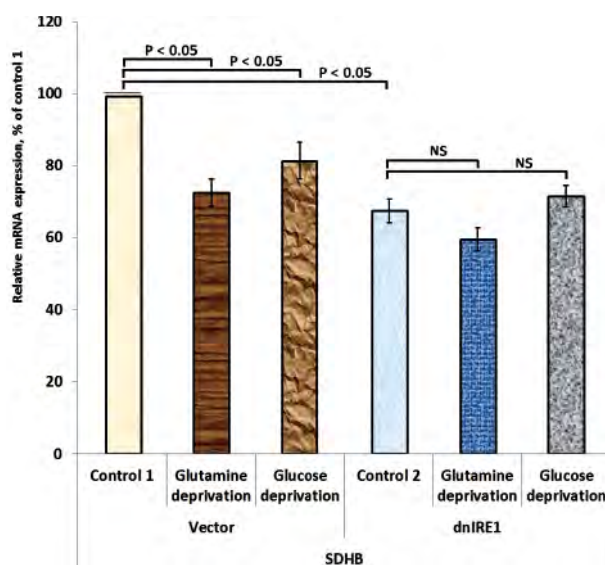 Relative mRNA expression, % of control 1
120
100
80
60
40
20
0
P < 0.05
P < 0.05
P < 0.05
NS
NS
Control 1
Glutamine
deprivation
Glucose
deprivation
Control 2
Glutamine
deprivation
Glucose
deprivation
Vector
dnIRE1
SDHB